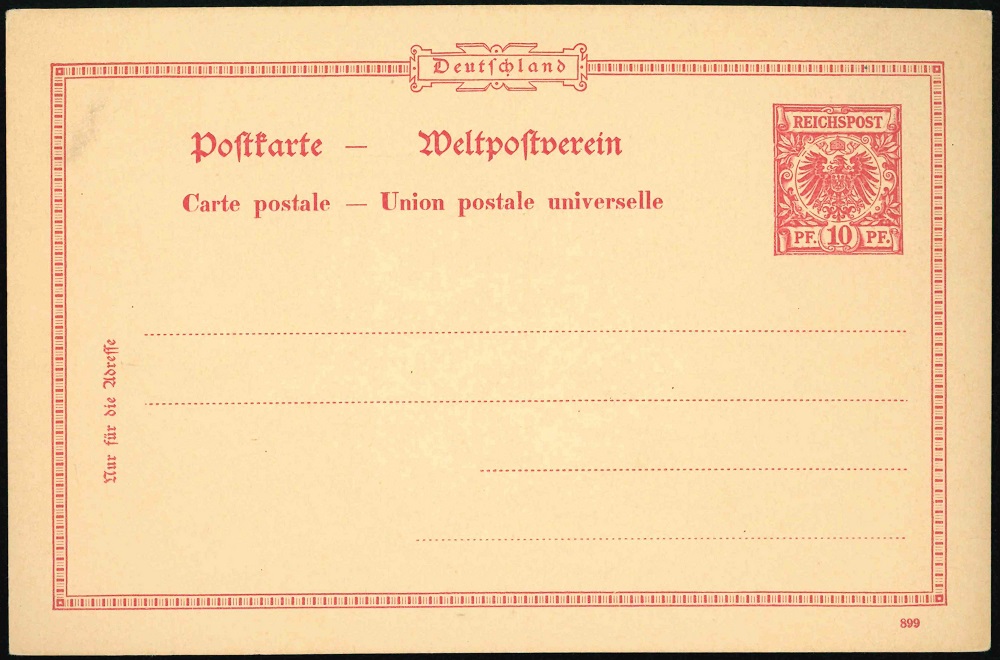 Deutschland
REICHSPOST
PF. 10 PF.
Postkarte — Weltpostverein
Carte postale — Union postale universelle
Nur für die Adresse
899